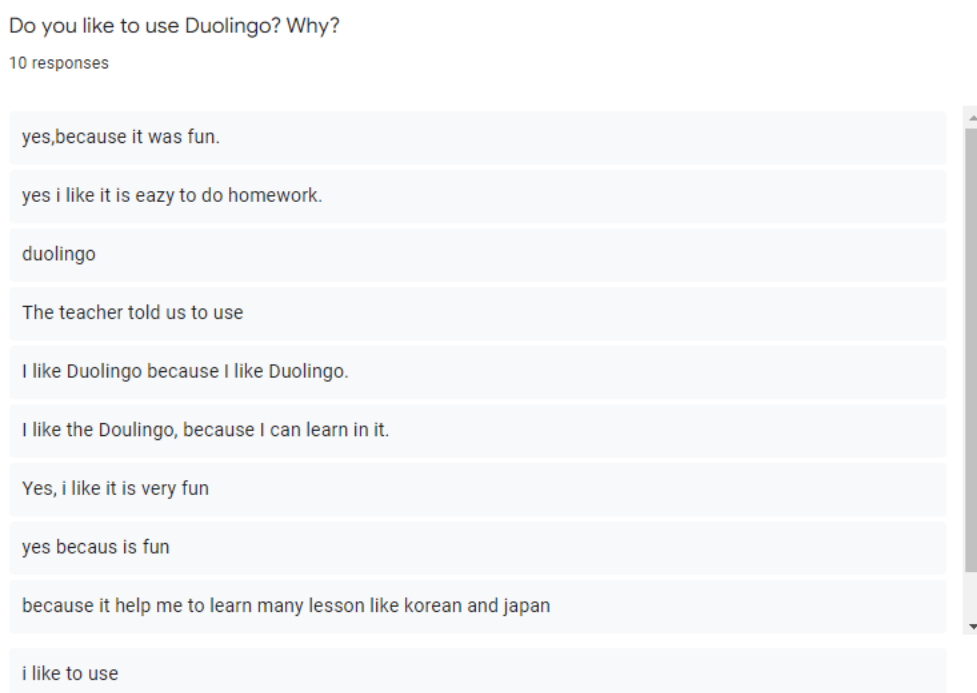 Do you like to use Duolingo? Why?
10 responses
yes,because it was fun.
yes i like it is eazy to do homework.
duolingo
The teacher told us to use
I like Duolingo because I like Duolingo.
I like the Doulingo, because I can learn in it.
Yes, i like it is very fun
yes becaus is fun
because it help me to learn many lesson like korean and japan
i like to use